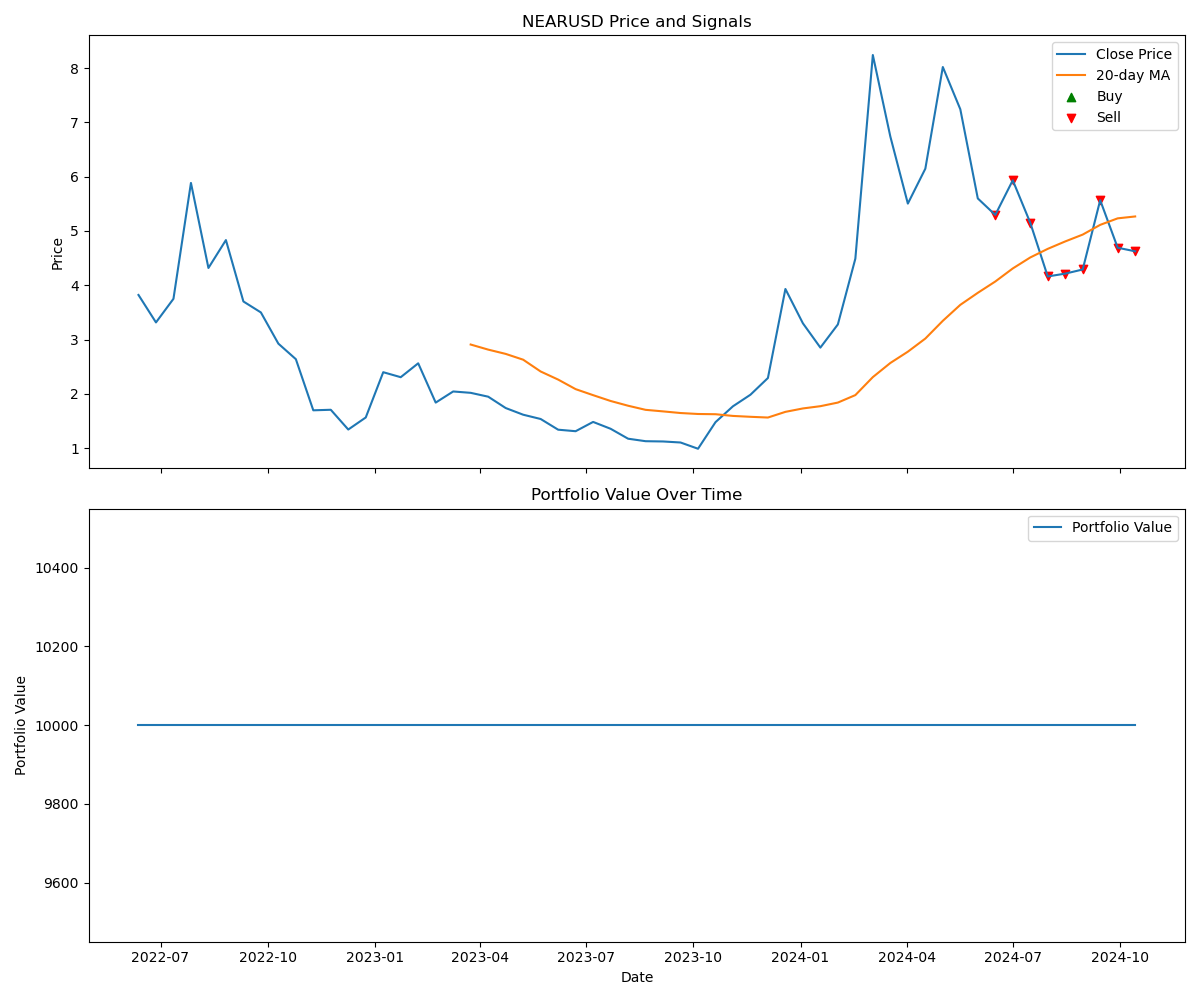 NEARUSD Price and Signals
Close Price
20-day MA
Buy
Sell
Price
8
7
6
5
4
3
2
1
Portfolio Value Over Time
Portfolio Value
Portfolio Value
10400
10200
10000
9800
9600
2022-07 2022-10 2023-01 2023-04 2023-07 2023-10 2024-01 2024-04 2024-07 2024-10
Date